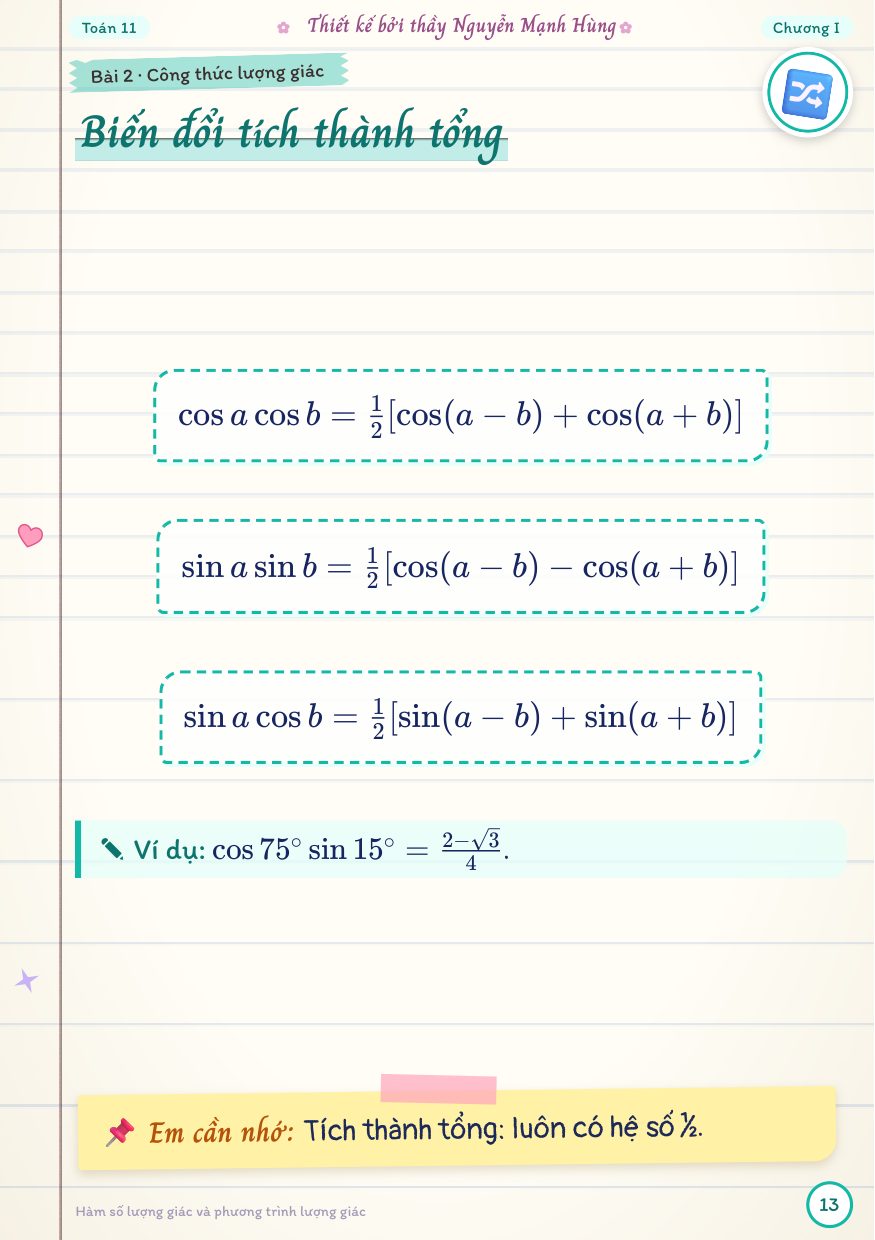 Toán 11
Thiết kế bởi thầy Nguyễn Mạnh Hùng
Chương I
Bài 2 · Công thức lượng giác
Biến đổi tích thành tổng
cos a cos b = 1/2[cos(a − b) + cos(a + b)]
sin a sin b = 1/2[cos(a − b) − cos(a + b)]
sin a cos b = 1/2[sin(a − b) + sin(a + b)]
Ví dụ: cos 75° sin 15° = (2−√3)/4.
Em cần nhớ: Tích thành tổng: luôn có hệ số ½.
Hàm số lượng giác và phương trình lượng giác
13